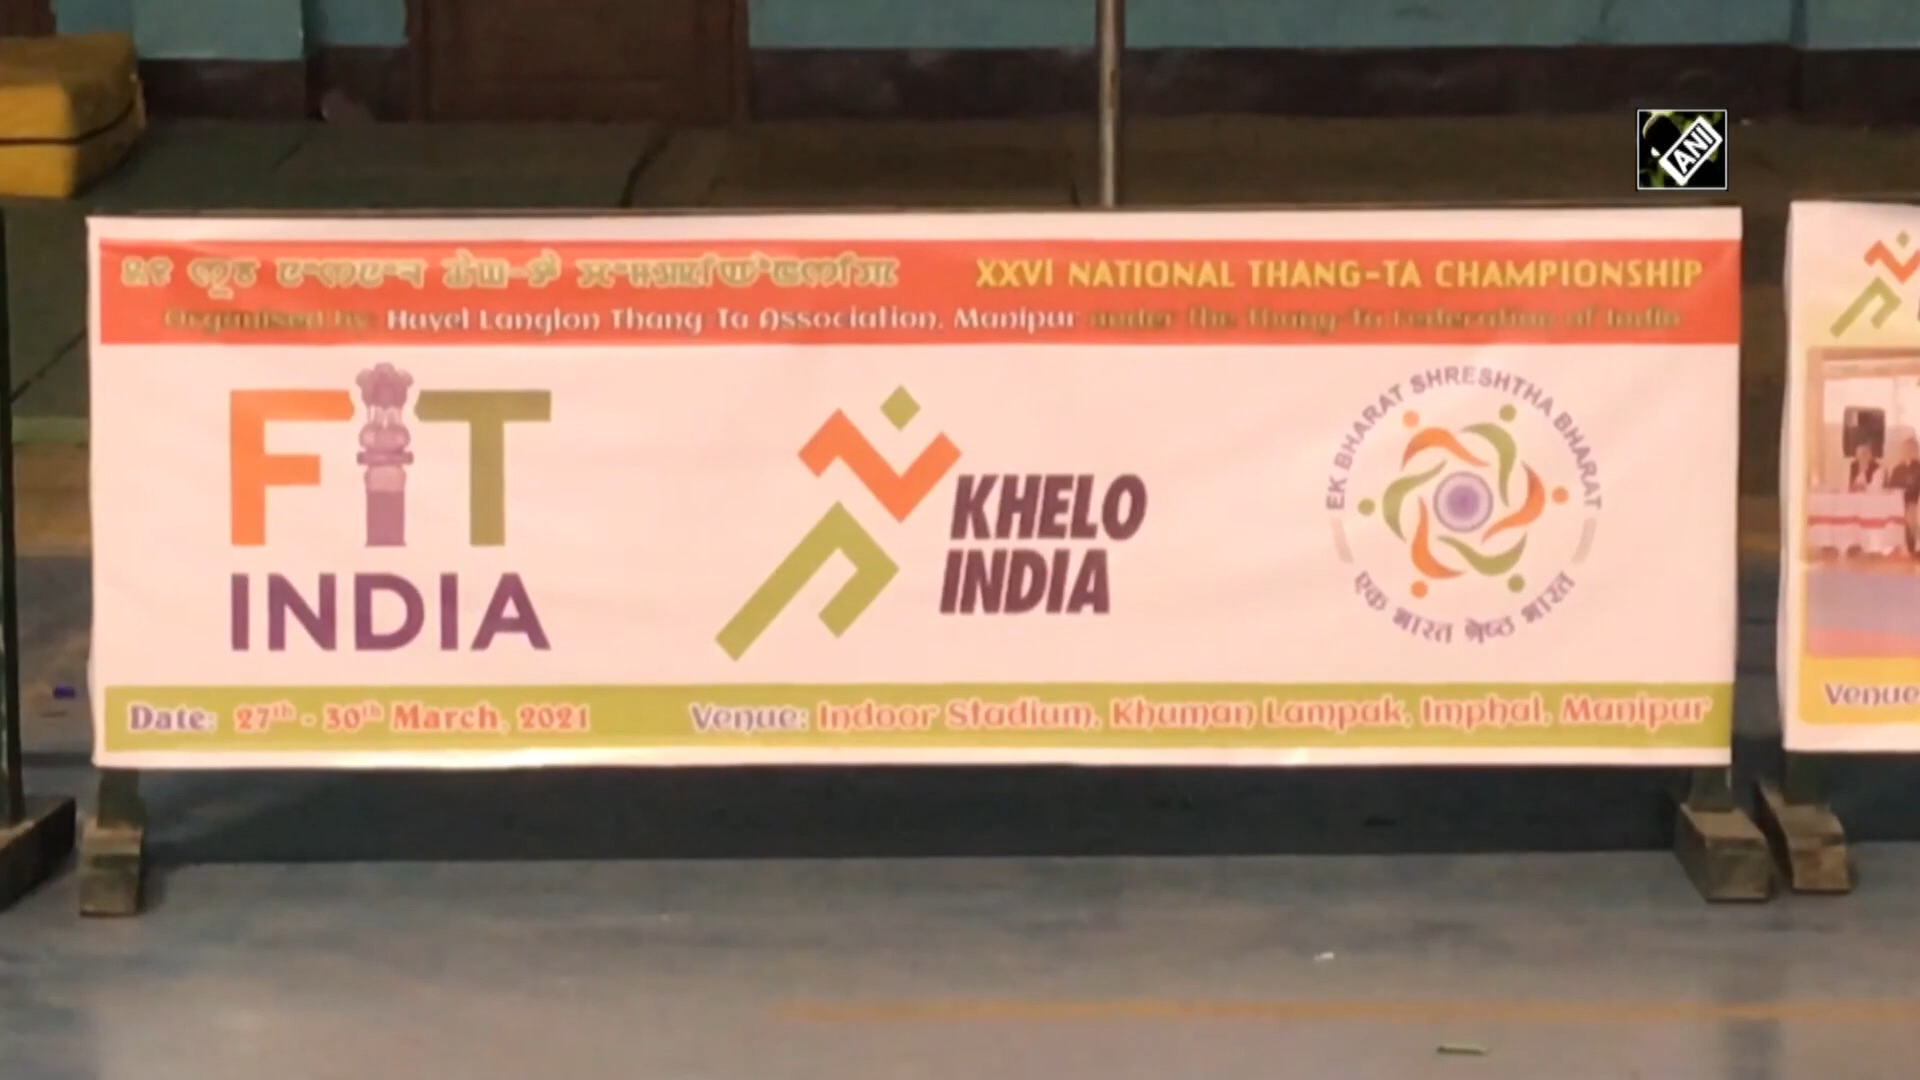 ANI
XXVI NATIONAL THANG-TA CHAMPIONSHIP
Organised by Huyel Langlon Thang Ta Association, Manipur under the Thang-Ta Federation of India
FIT
INDIA
KHELO
INDIA
EK BHARAT SHRESHTHA BHARAT
एक भारत श्रेष्ठ भारत
Date: 27th - 30th March, 2021 Venue: Indoor Stadium, Khuman Lampak, Imphal, Manipur
Venue